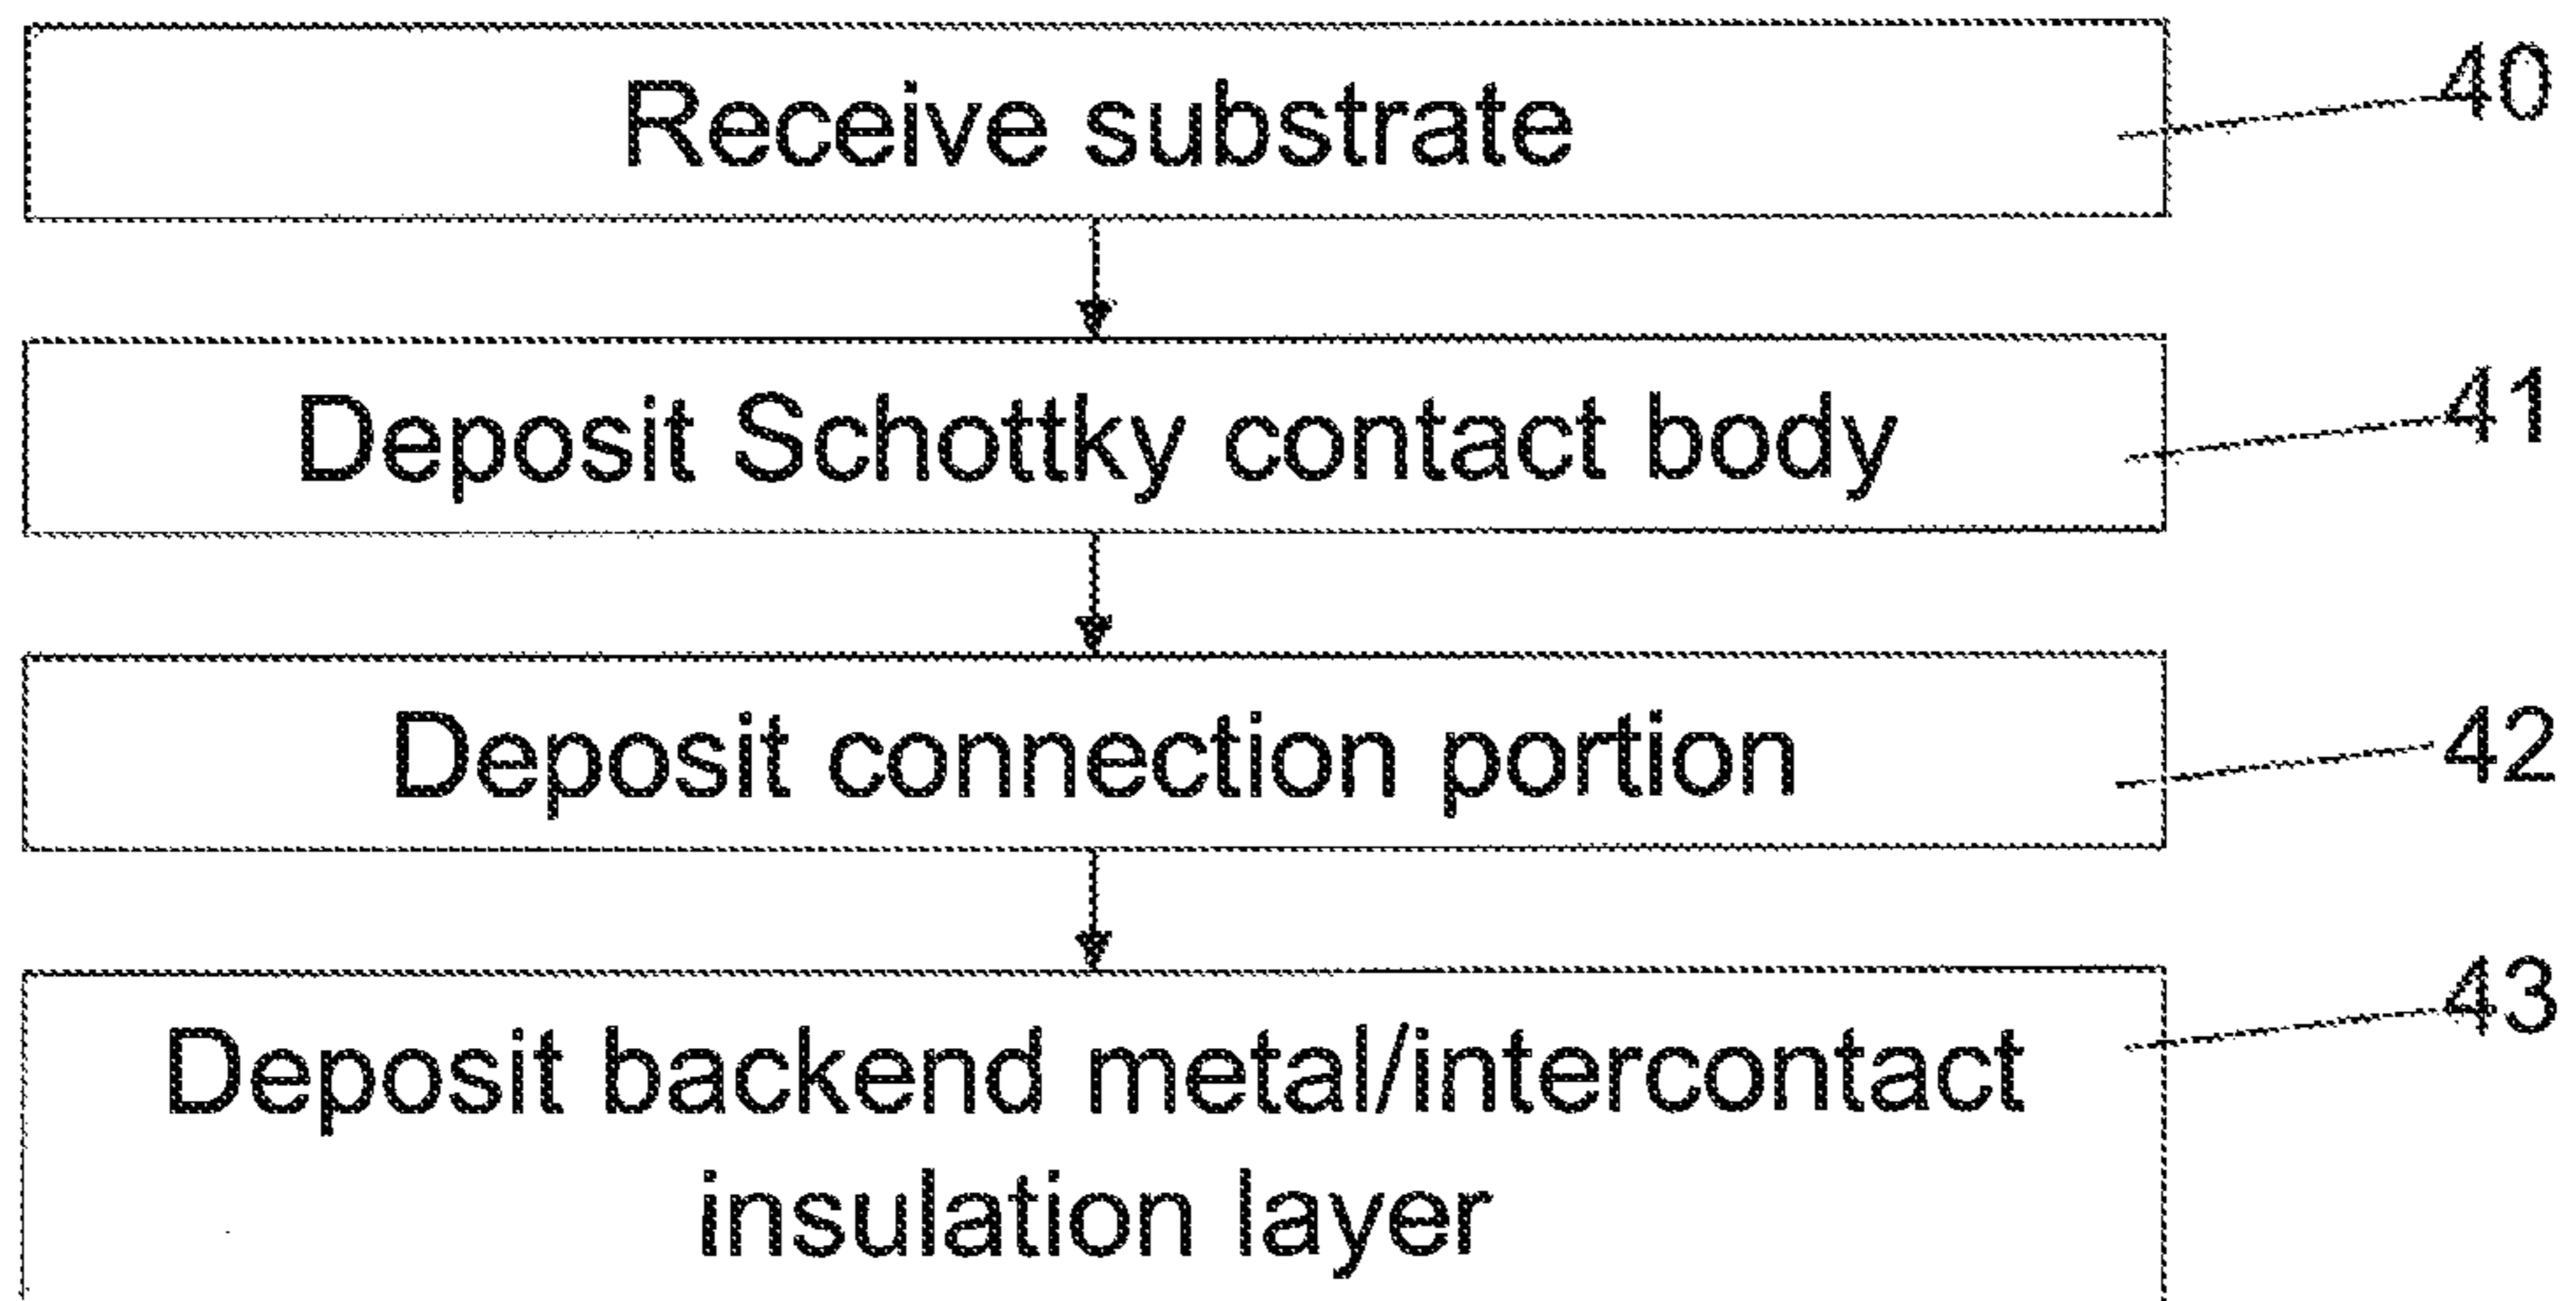 Receive substrate
40
Deposit Schottky contact body
41
Deposit connection portion
42
Deposit backend metal/intercontact
insulation layer
43